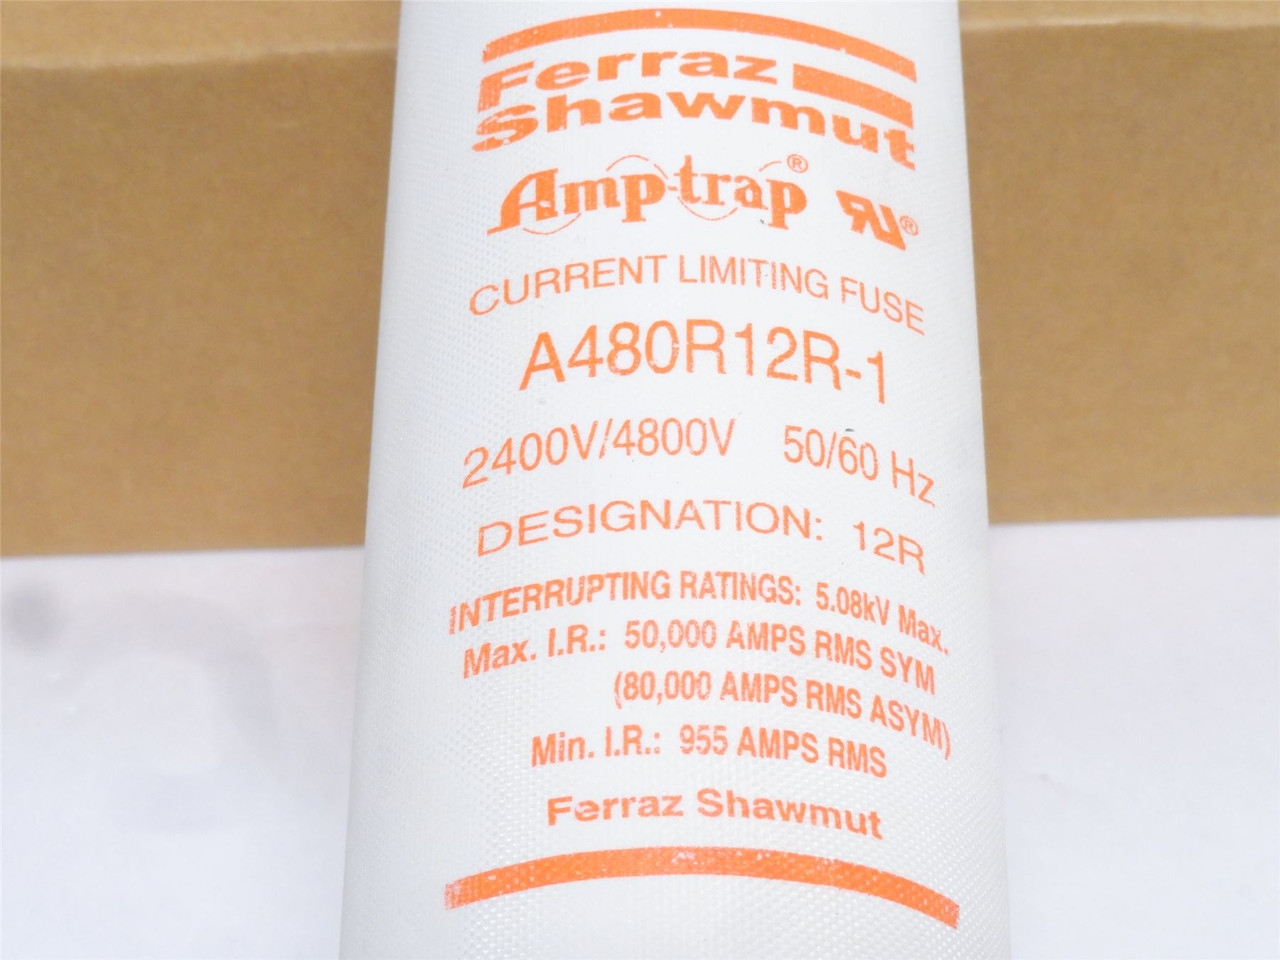 Ferraz
Shawmut
Amp-trap® RU®
CURRENT LIMITING FUSE
A480R12R-1
2400V/4800V 50/60 Hz
DESIGNATION: 12R
INTERRUPTING RATINGS: 5.08kV Max.
Max. I.R.: 50,000 AMPS RMS SYM
(80,000 AMPS RMS ASYM)
Min. I.R.: 955 AMPS RMS
Ferraz Shawmut